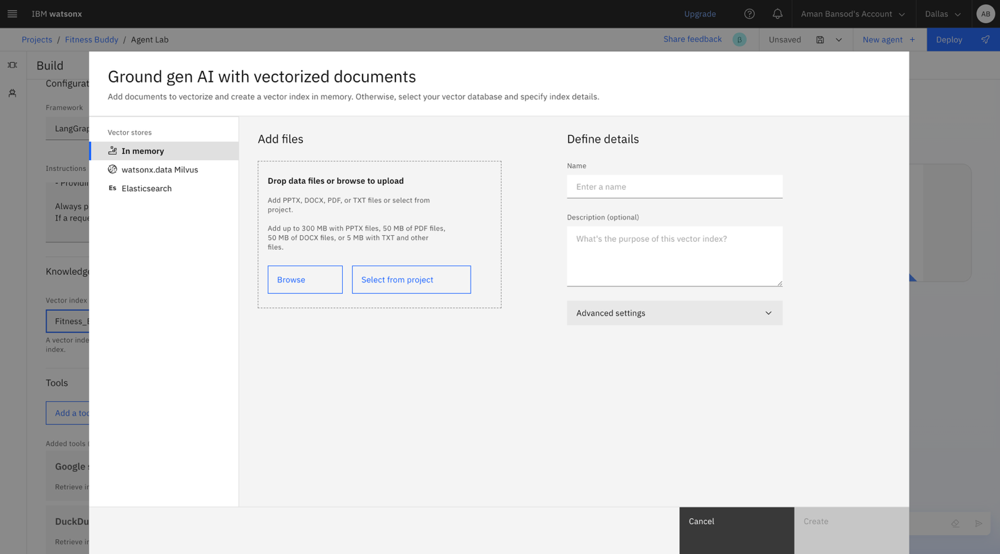 IBM watsonx
Upgrade
Aman Bansod's Account
Dallas
AB
Projects / Fitness Buddy / Agent Lab
Share feedback
β
Unsaved
New agent +
Deploy
Build
Configurat
Framework
LangGrap
Instructions
- Providin
Always p
If a reque
Knowledge
Vector index
Fitness_B
A vector inde
index.
Tools
Add a too
Added tools (
Google s
Retrieve in
DuckDu
Retrieve in
Ground gen AI with vectorized documents
Add documents to vectorize and create a vector index in memory. Otherwise, select your vector database and specify index details.
Vector stores
In memory
watsonx.data Milvus
Es Elasticsearch
Add files
Drop data files or browse to upload
Add PPTX, DOCX, PDF, or TXT files or select from
project.
Add up to 300 MB with PPTX files, 50 MB of PDF files,
50 MB of DOCX files, or 5 MB with TXT and other
files.
Browse
Select from project
Define details
Name
Enter a name
Description (optional)
What's the purpose of this vector index?
Advanced settings
Cancel
Create